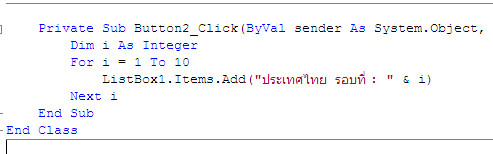 Private Sub Button2_Click(ByVal sender As System.Object,
Dim i As Integer
For i = 1 To 10
ListBox1.Items.Add("ประเทศไทย รอบที่ : " & i)
Next i
End Sub
End Class